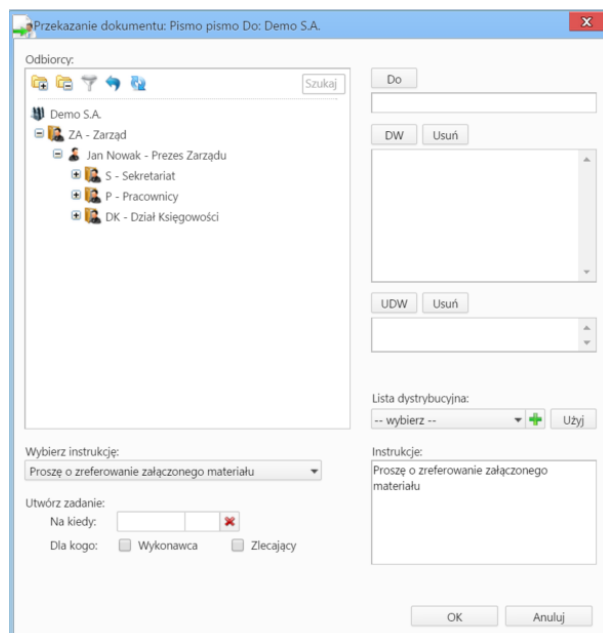 Przekazanie dokumentu: Pismo pismo Do: Demo S.A.
Odbiorcy:
Szukaj
Demo S.A.
ZA - Zarząd
Jan Nowak - Prezes Zarządu
S - Sekretariat
P - Pracownicy
DK - Dział Księgowości
Do
DW Usuń
UDW Usuń
Lista dystrybucyjna:
-- wybierz -- Użyj
Wybierz instrukcję:
Proszę o zreferowanie załączonego materiału
Utwórz zadanie:
Na kiedy:
Dla kogo: Wykonawca Zlecający
Instrukcje:
Proszę o zreferowanie załączonego
materiału
OK Anuluj